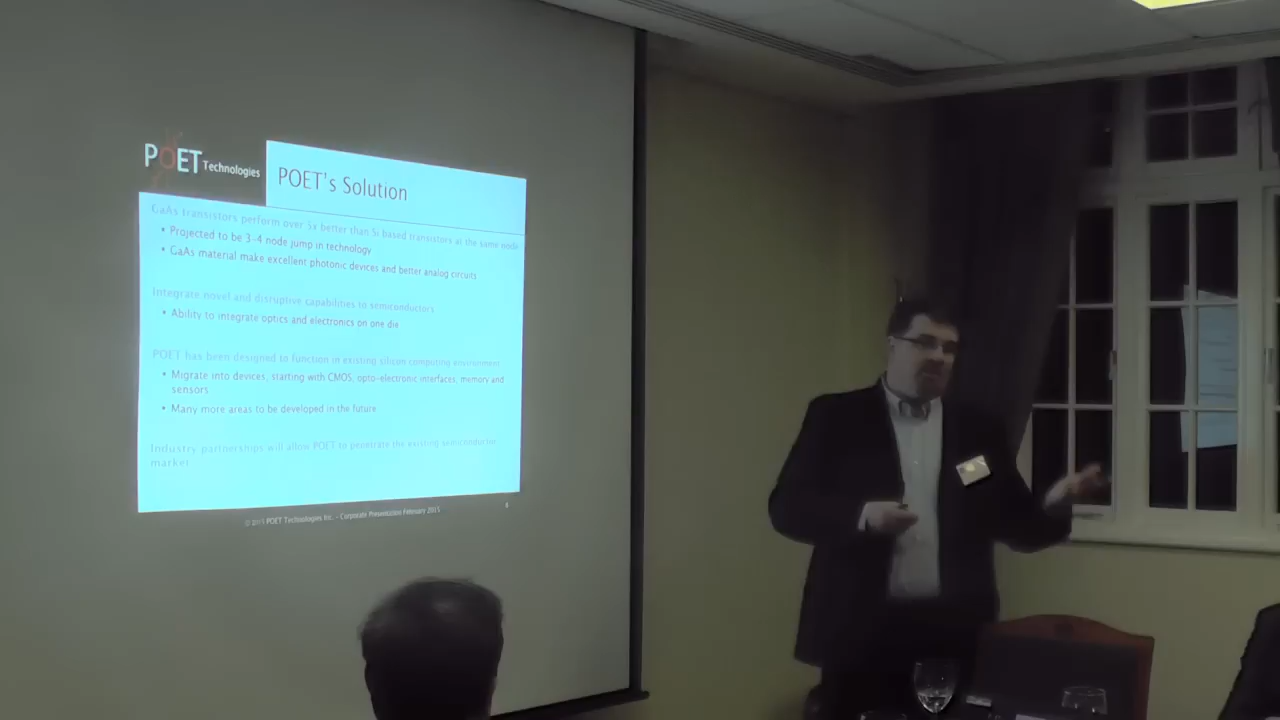 POET Technologies
POET's Solution
GaAs transistors perform over 5x better than Si based transistors at the same node
• Projected to be 3-4 node jump in technology
• GaAs material make excellent photonic devices and better analog circuits
Integrate novel and disruptive capabilities to semiconductors
• Ability to integrate optics and electronics on one die
POET has been designed to function in existing silicon computing environment
• Migrate into devices, starting with CMOS, opto-electronic interfaces, memory and
sensors
• Many more areas to be developed in the future
Industry partnerships will allow POET to penetrate the existing semiconductor
market
© 2015 POET Technologies Inc. - Corporate Presentation February 2015